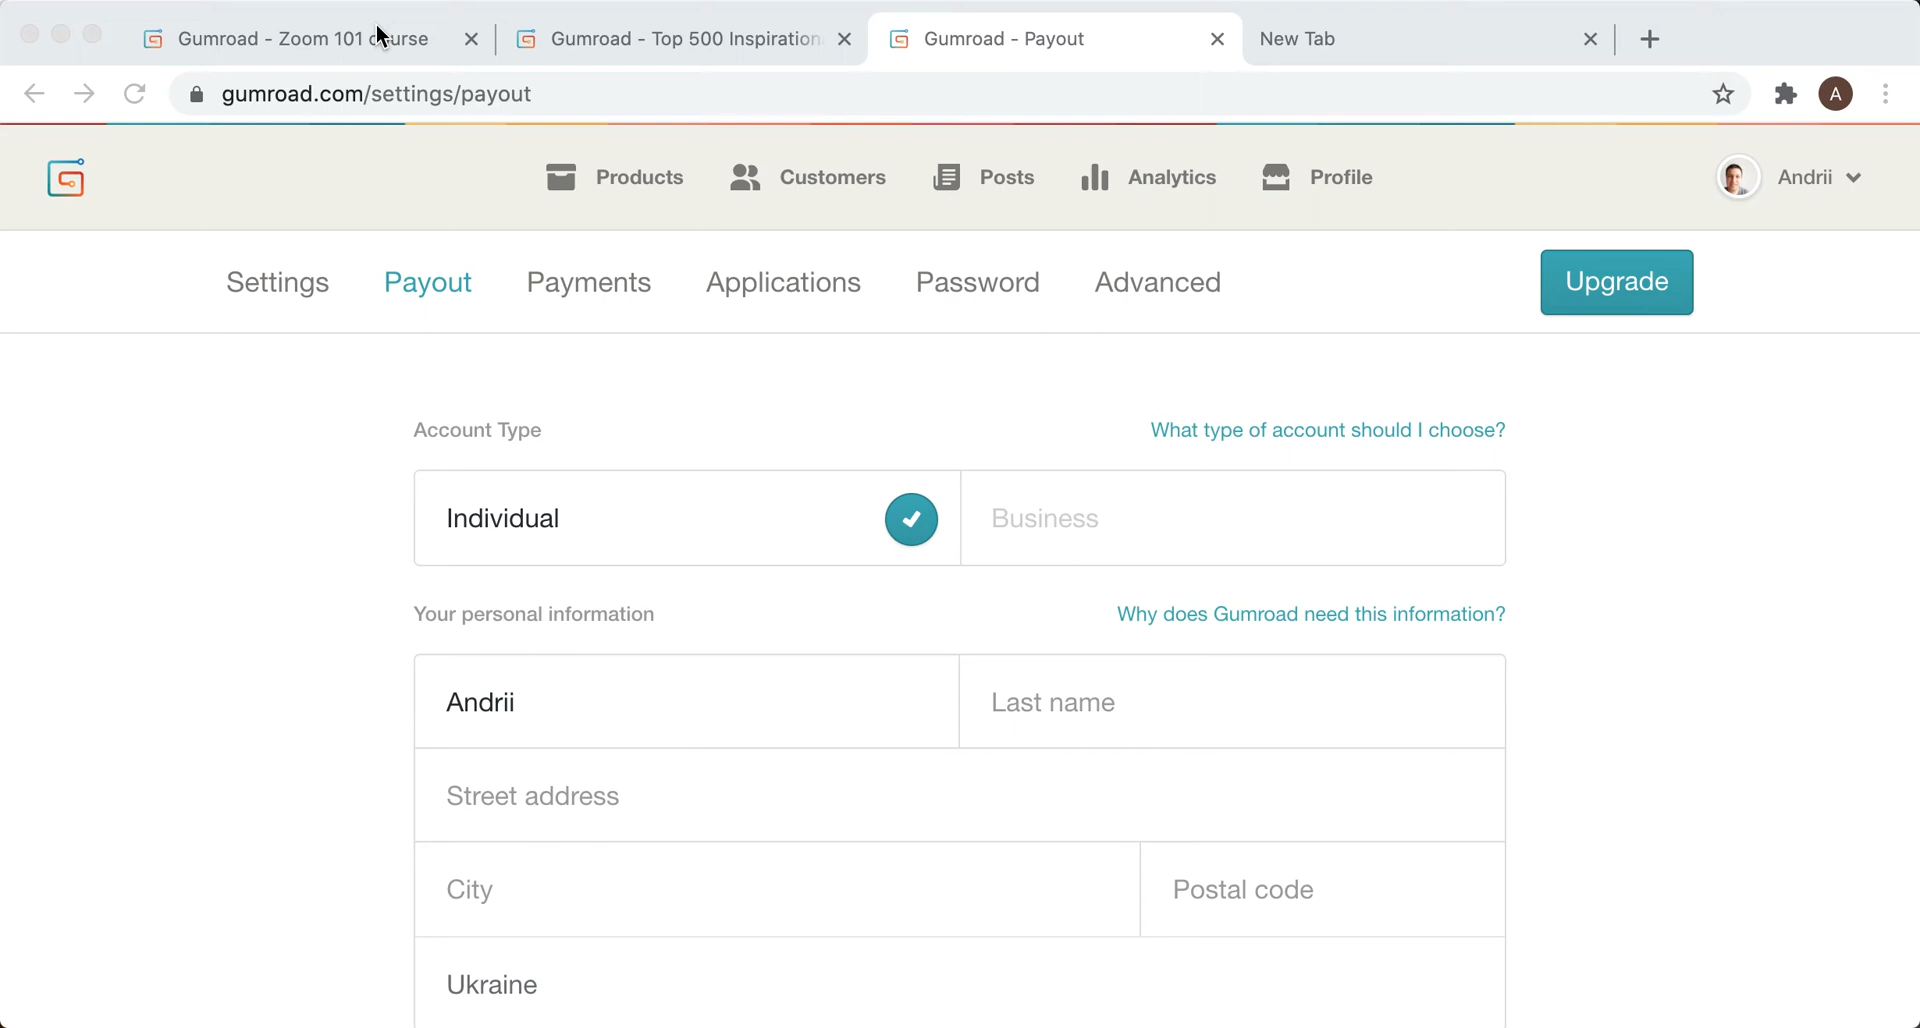 Gumroad - Zoom 101 course
Gumroad - Top 500 Inspiration
Gumroad - Payout
New Tab
gumroad.com/settings/payout
A
Products
Customers
Posts
Analytics
Profile
Andrii
Settings
Payout
Payments
Applications
Password
Advanced
Upgrade
Account Type
What type of account should I choose?
Individual
Business
Your personal information
Why does Gumroad need this information?
Andrii
Last name
Street address
City
Postal code
Ukraine